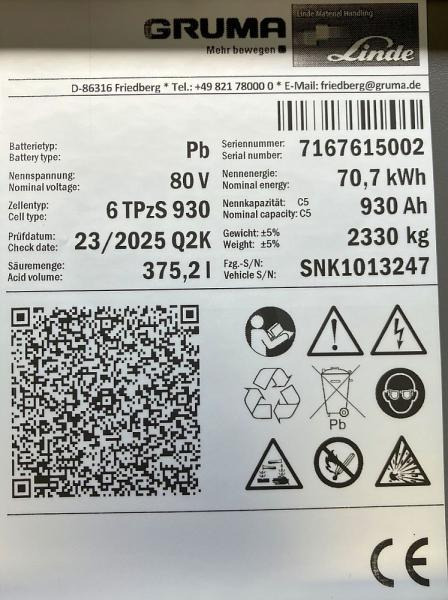 GRUMA
Mehr bewegen
Linde Material Handling
Linde
D-86316 Friedberg * Tel.: +49 821 78000 0 * E-Mail: friedberg@gruma.de
Batterietyp:
Battery type:
Pb
Seriennummer:
Serial number:
7167615002
Nennspannung:
Nominal voltage:
80 V
Nennenergie:
Nominal energy:
70,7 kWh
Zellentyp:
Cell type:
6 TPzS 930
Nennkapazität: C5
Nominal capacity: C5
930 Ah
Prüfdatum:
Check date:
23/2025 Q2K
Gewicht: ±5%
Weight: ±5%
2330 kg
Säuremenge:
Acid volume:
375,2 l
Fzg.-S/N:
Vehicle S/N:
SNK1013247
Pb
CE